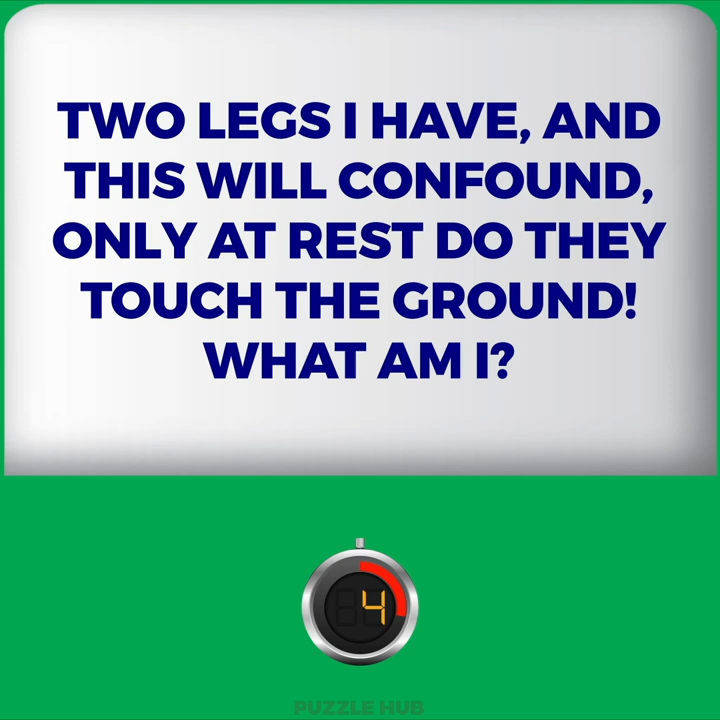 TWO LEGS I HAVE, AND
THIS WILL CONFOUND,
ONLY AT REST DO THEY
TOUCH THE GROUND!
WHAT AM I?
4
PUZZLE HUB